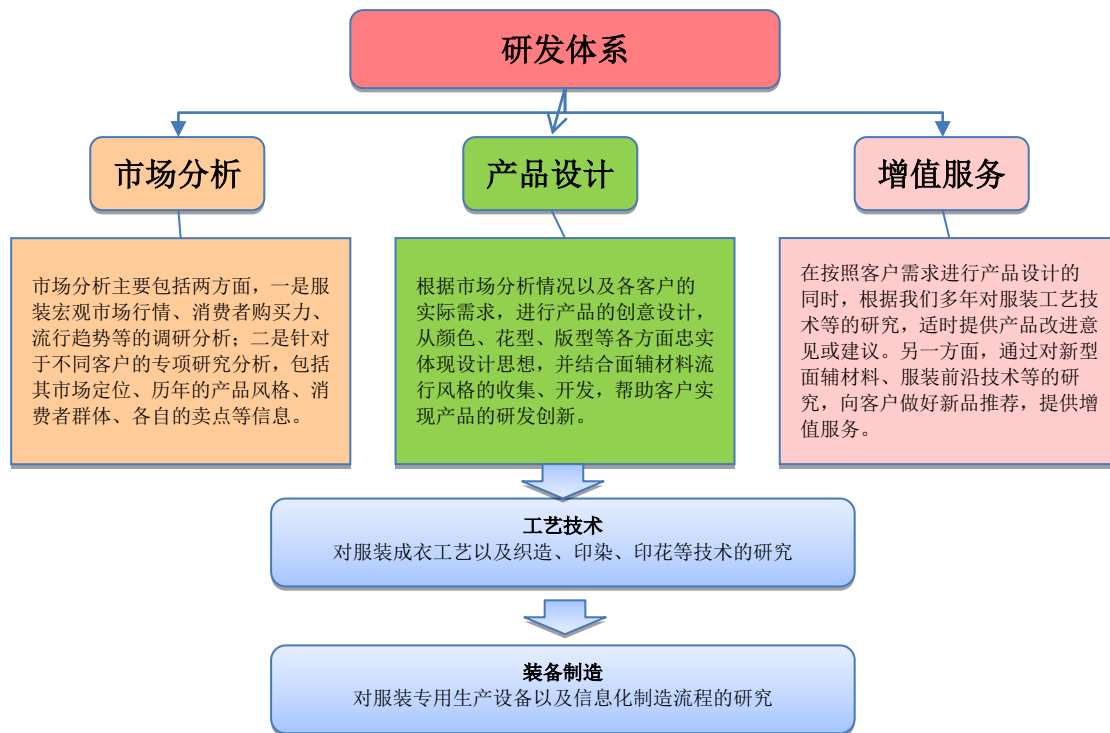 研发体系
市场分析
产品设计
增值服务
市场分析主要包括两方面，一是服
装宏观市场行情、消费者购买力、
流行趋势等的调研分析；二是针对
于不同客户的专项研究分析，包括
其市场定位、历年的产品风格、消
费者群体、各自的卖点等信息。
根据市场分析情况以及各客户的
实际需求，进行产品的创意设计，
从颜色、花型、版型等各方面忠实
体现设计思想，并结合面辅材料流
行风格的收集、开发，帮助客户实
现产品的研发创新。
在按照客户需求进行产品设计的
同时，根据我们多年对服装工艺技
术等的研究，适时提供产品改进意
见或建议。另一方面，通过对新型
面辅材料、服装前沿技术等的研
究，向客户做好新品推荐，提供增
值服务。
工艺技术
对服装成衣工艺以及织造、印染、印花等技术的研究
装备制造
对服装专用生产设备以及信息化制造流程的研究